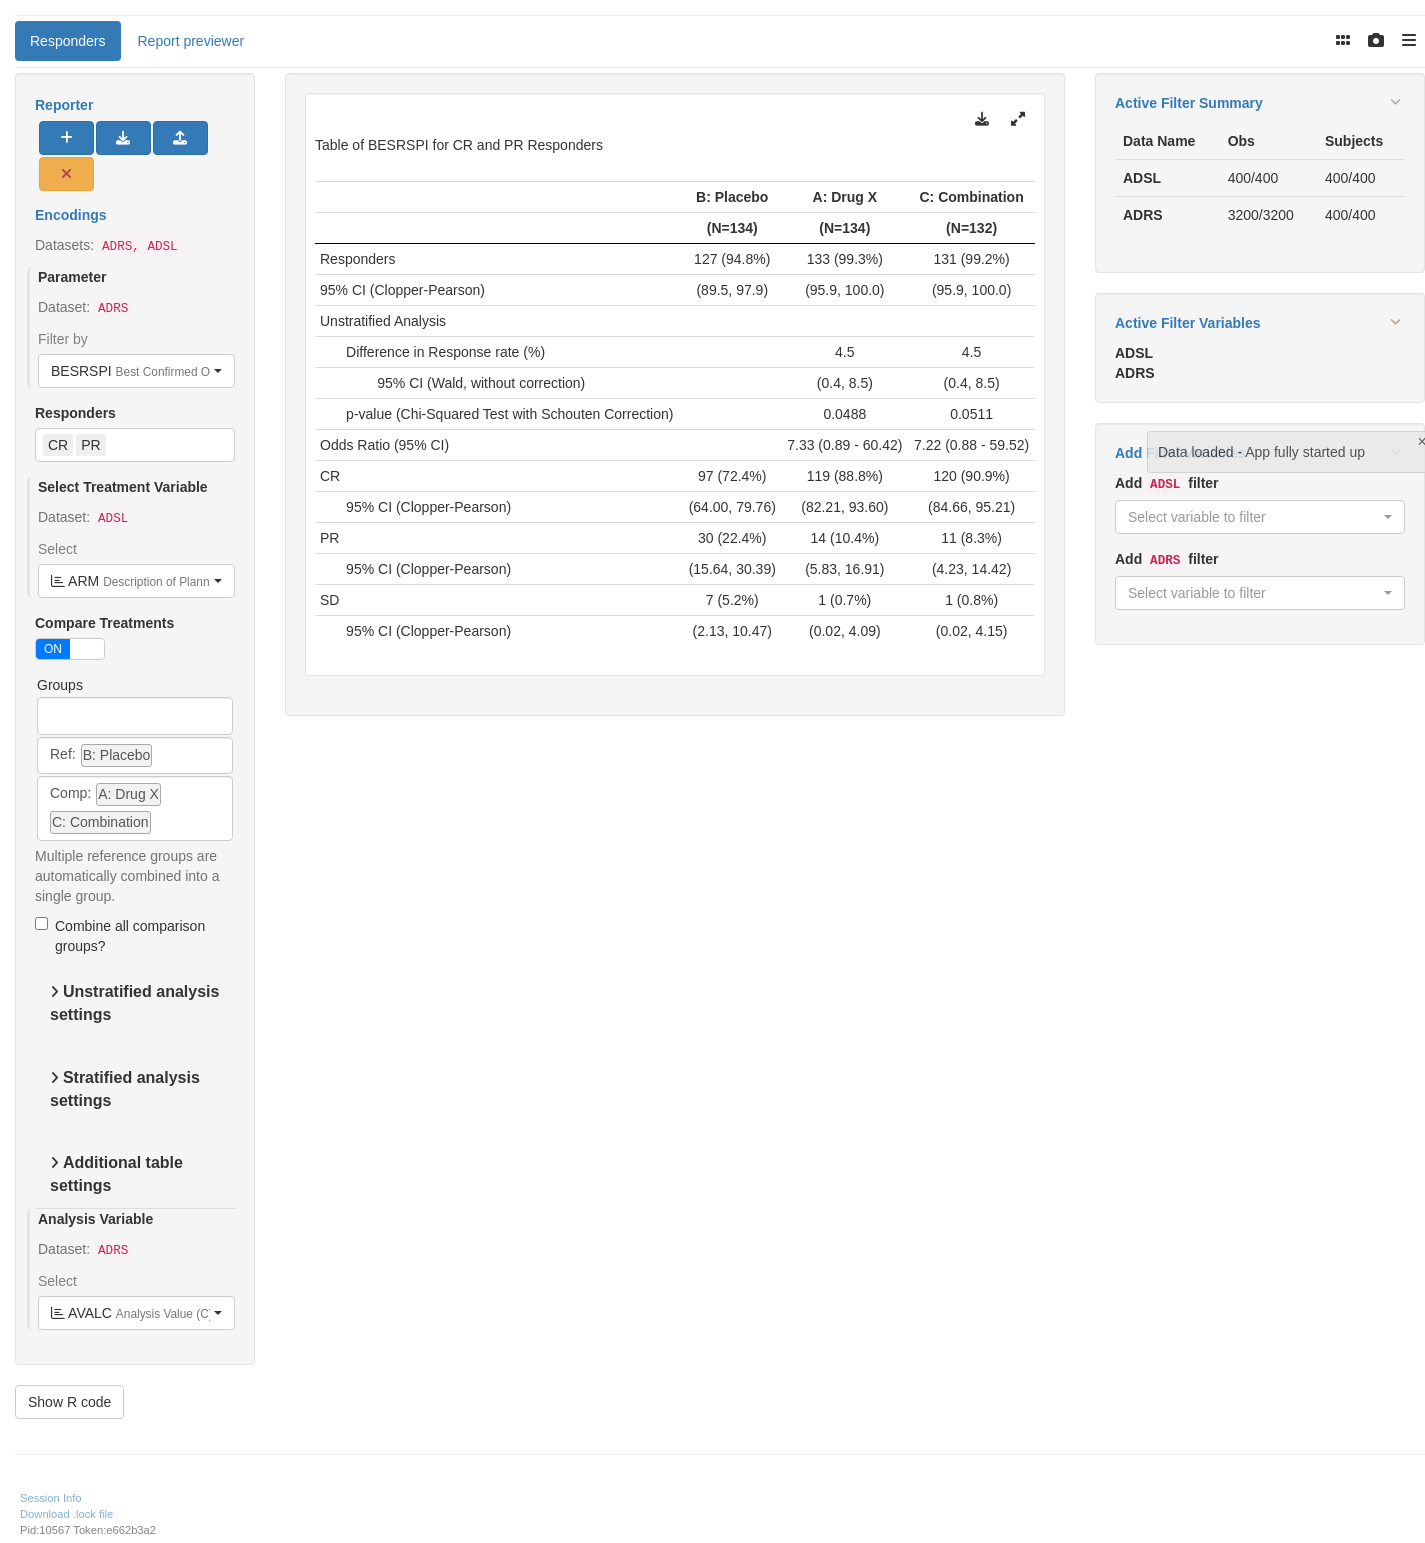 Responders
Report previewer
Reporter
Encodings
Datasets: ADRS, ADSL
Parameter
Dataset: ADRS
Filter by
BESRSPI Best Confirmed O
Responders
CR PR
Select Treatment Variable
Dataset: ADSL
Select
ARM Description of Plann
Compare Treatments
ON
Groups
Ref: B: Placebo
Comp: A: Drug X
C: Combination
Multiple reference groups are
automatically combined into a
single group.
Combine all comparison
groups?
Unstratified analysis
settings
Stratified analysis
settings
Additional table
settings
Analysis Variable
Dataset: ADRS
Select
AVALC Analysis Value (C)
Show R code
Table of BESRSPI for CR and PR Responders
B: Placebo A: Drug X C: Combination
(N=134) (N=134) (N=132)
Responders 127 (94.8%) 133 (99.3%) 131 (99.2%)
95% CI (Clopper-Pearson) (89.5, 97.9) (95.9, 100.0) (95.9, 100.0)
Unstratified Analysis
Difference in Response rate (%) 4.5 4.5
95% CI (Wald, without correction) (0.4, 8.5) (0.4, 8.5)
p-value (Chi-Squared Test with Schouten Correction) 0.0488 0.0511
Odds Ratio (95% CI) 7.33 (0.89 - 60.42) 7.22 (0.88 - 59.52)
CR 97 (72.4%) 119 (88.8%) 120 (90.9%)
95% CI (Clopper-Pearson) (64.00, 79.76) (82.21, 93.60) (84.66, 95.21)
PR 30 (22.4%) 14 (10.4%) 11 (8.3%)
95% CI (Clopper-Pearson) (15.64, 30.39) (5.83, 16.91) (4.23, 14.42)
SD 7 (5.2%) 1 (0.7%) 1 (0.8%)
95% CI (Clopper-Pearson) (2.13, 10.47) (0.02, 4.09) (0.02, 4.15)
Active Filter Summary
Data Name Obs Subjects
ADSL 400/400 400/400
ADRS 3200/3200 400/400
Active Filter Variables
ADSL
ADRS
Add
Data loaded - App fully started up
×
Add ADSL filter
Select variable to filter
Add ADRS filter
Select variable to filter
Session Info
Download .lock file
Pid:10567 Token:e662b3a2